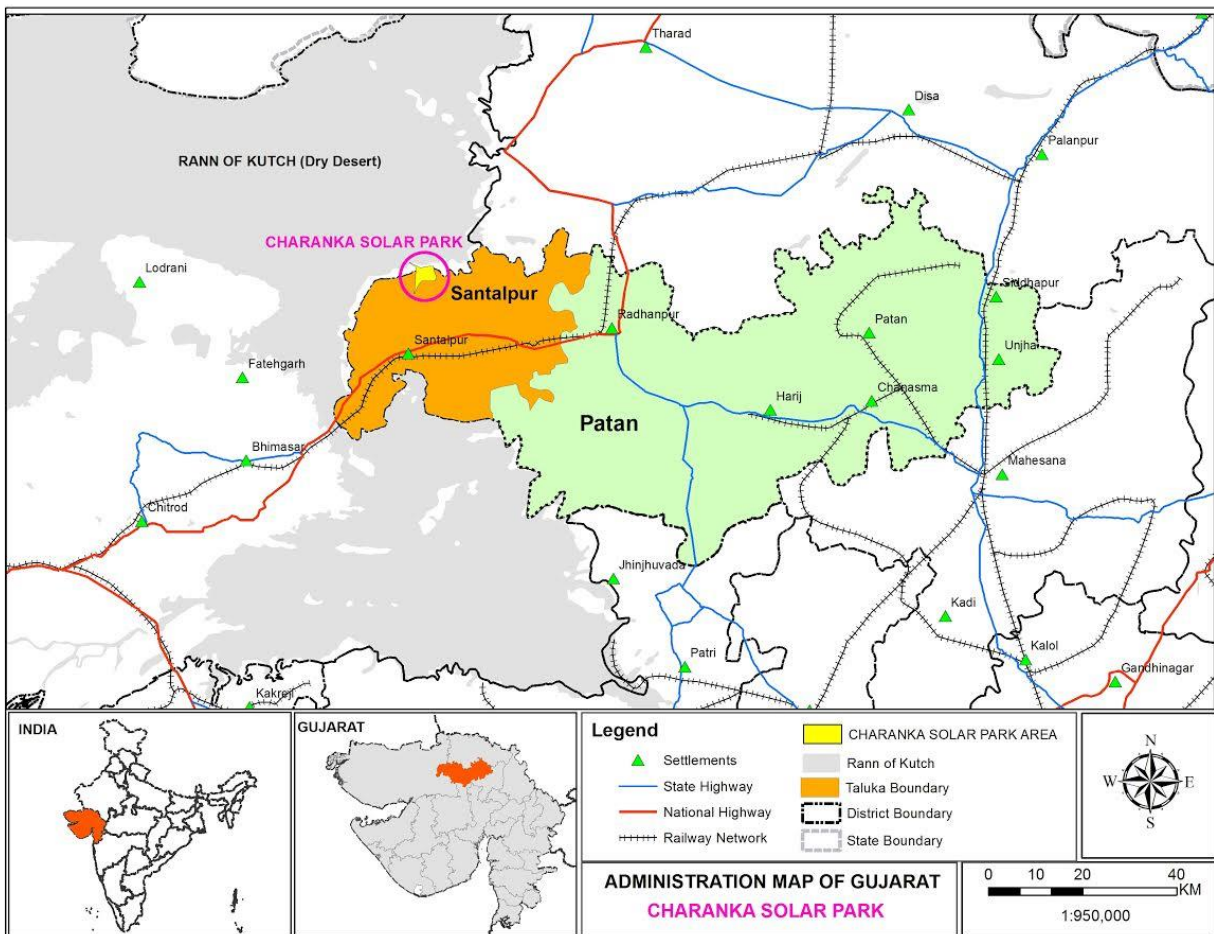 Tharad
Disa
Palanpur
RANN OF KUTCH (Dry Desert)
CHARANKA SOLAR PARK
Lodrani
Santalpur
Siddhapur
Radhanpur
Patan
Santalpur
Unjha
Fatehgarh
Chanasma
Harij
Patan
Bhimasar
Mahesana
Chitrod
Jhinjhuvada
Kadi
Kalol
Patri
Gandhinagar
Kakreji
INDIA
GUJARAT
Legend
Settlements
State Highway
National Highway
Railway Network
CHARANKA SOLAR PARK AREA
Rann of Kutch
Taluka Boundary
District Boundary
State Boundary
N
W E
S
ADMINISTRATION MAP OF GUJARAT
CHARANKA SOLAR PARK
0 10 20 40
KM
1:950,000